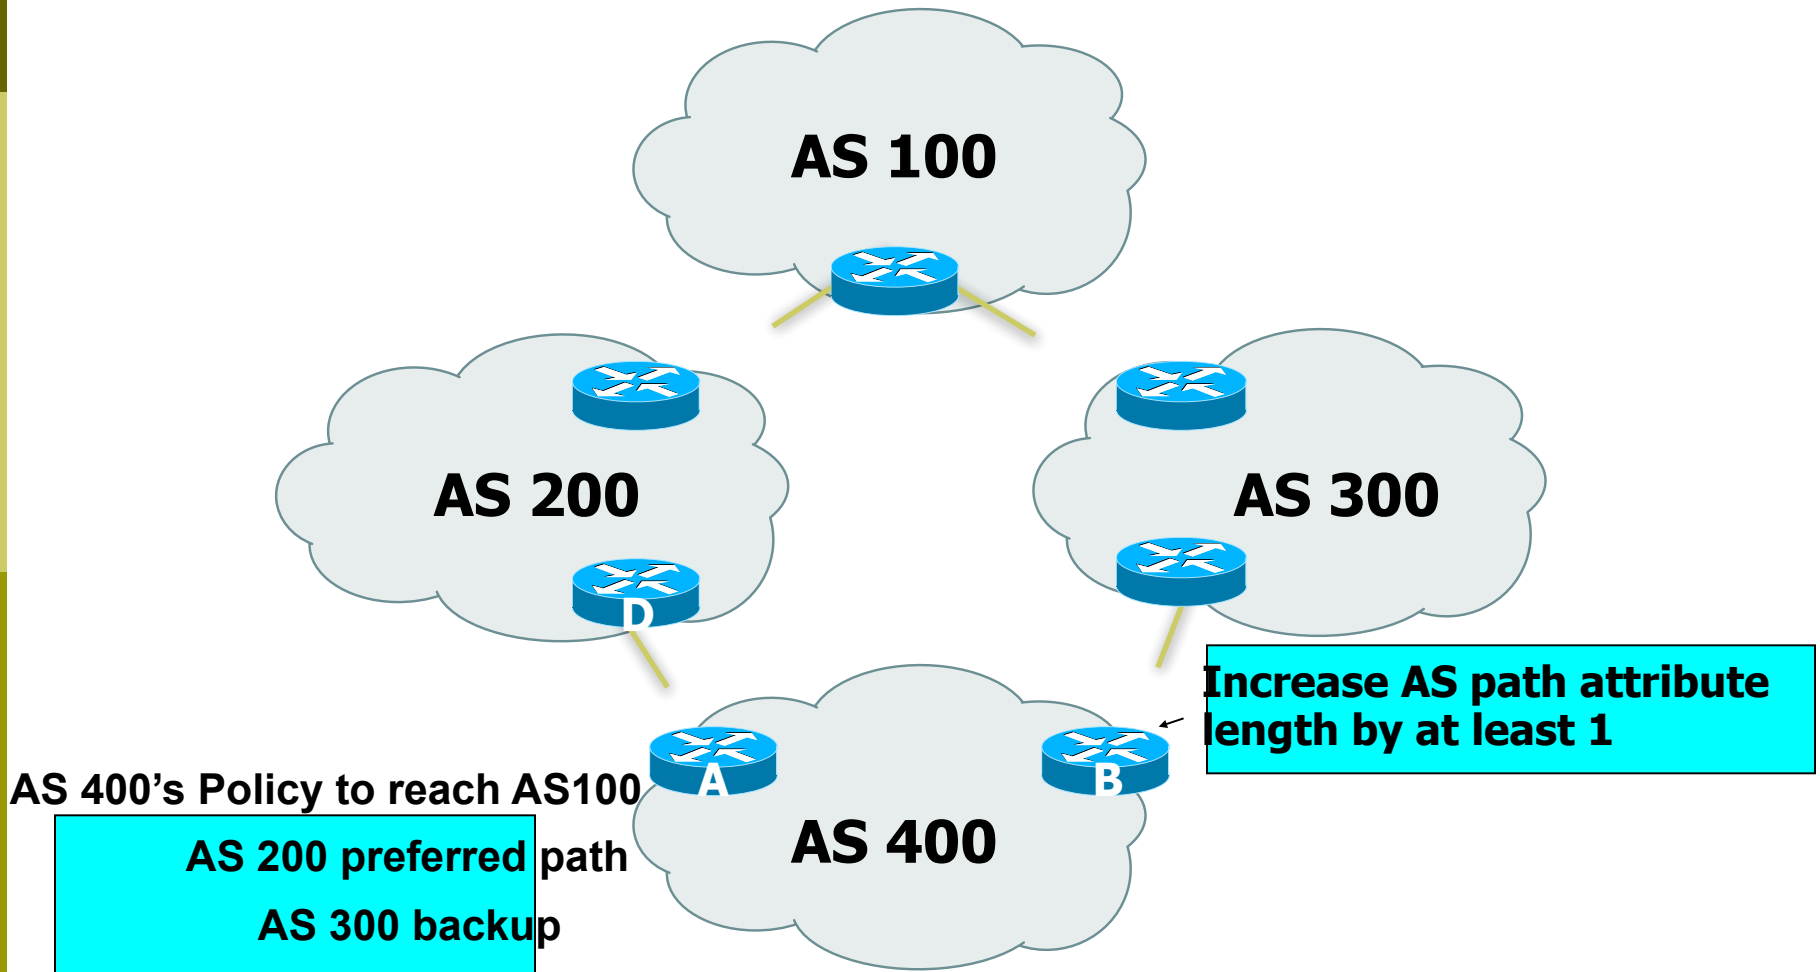 AS 100
AS 200
AS 300
D
Increase AS path attribute
length by at least 1
A
B
AS 400's Policy to reach AS100
AS 400
AS 200 preferred path
AS 300 backup